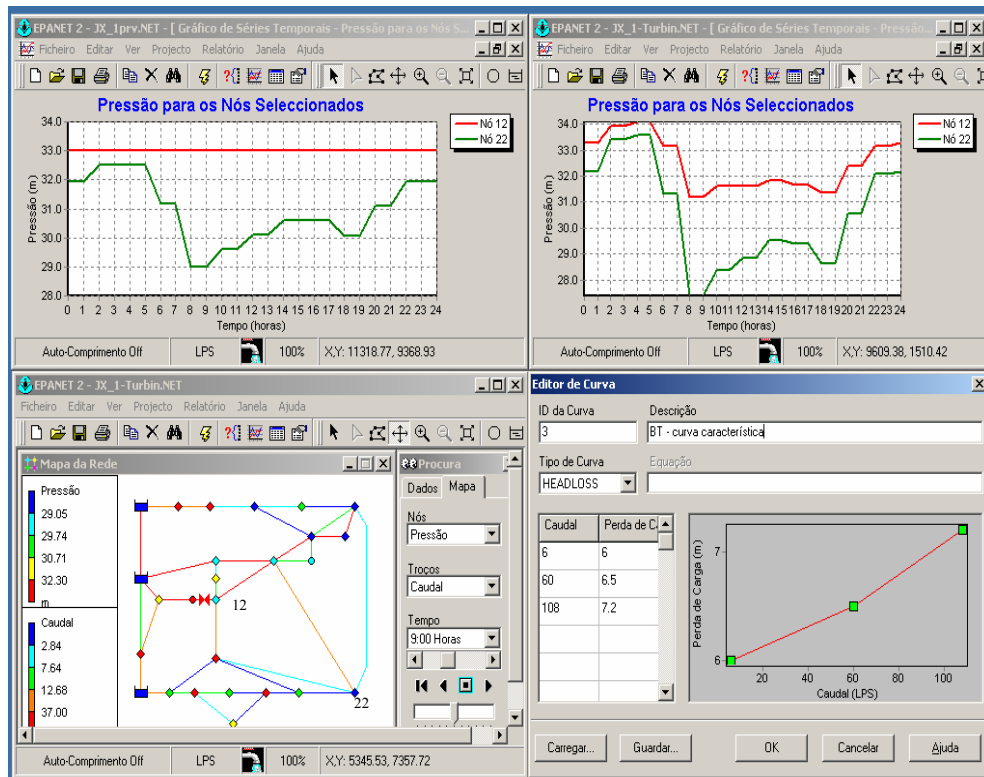 EPANET 2 - JX_1prv.NET - [ Gráfico de Séries Temporais - Pressão para os Nós S...
Ficheiro Editar Ver Projecto Relatório Janela Ajuda
Pressão para os Nós Seleccionados
34.0
33.0
32.0
31.0
30.0
29.0
28.0
Pressão (m)
0 1 2 3 4 5 6 7 8 9 10 11 12 13 14 15 16 17 18 19 20 21 22 23 24
Tempo (horas)
Nó 12
Nó 22
Auto-Comprimento Off LPS 100% X,Y: 11318.77, 9368.93
EPANET 2 - JX_1-Turbin.NET - [ Gráfico de Séries Temporais - Pressão...
Ficheiro Editar Ver Projecto Relatório Janela Ajuda
Pressão para os Nós Seleccionados
34.0
33.0
32.0
31.0
30.0
29.0
28.0
Pressão (m)
0 1 2 3 4 5 6 7 8 9 10 11 12 13 14 15 16 17 18 19 20 21 22 23 24
Tempo (horas)
Nó 12
Nó 22
Auto-Comprimento Off LPS 100% X,Y: 9609.38, 1510.42
EPANET 2 - JX_1-Turbin.NET
Ficheiro Editar Ver Projecto Relatório Janela Ajuda
Mapa da Rede
Pressão
29.05
29.74
30.71
32.30
m
Caudal
2.84
7.64
12.68
37.00
12
22
Procura
Dados Mapa
Nós
Pressão
Troços
Caudal
Tempo
9:00 Horas
Auto-Comprimento Off LPS 100% X,Y: 5345.53, 7357.72
Editor de Curva
ID da Curva Descrição
3 BT - curva característica
Tipo de Curva Equação
HEADLOSS
Caudal Perda de C
6 6
60 6.5
108 7.2
Perda de Carga (m)
7
6
20 40 60 80 100
Caudal (LPS)
Carregar... Guardar... OK Cancelar Ajuda